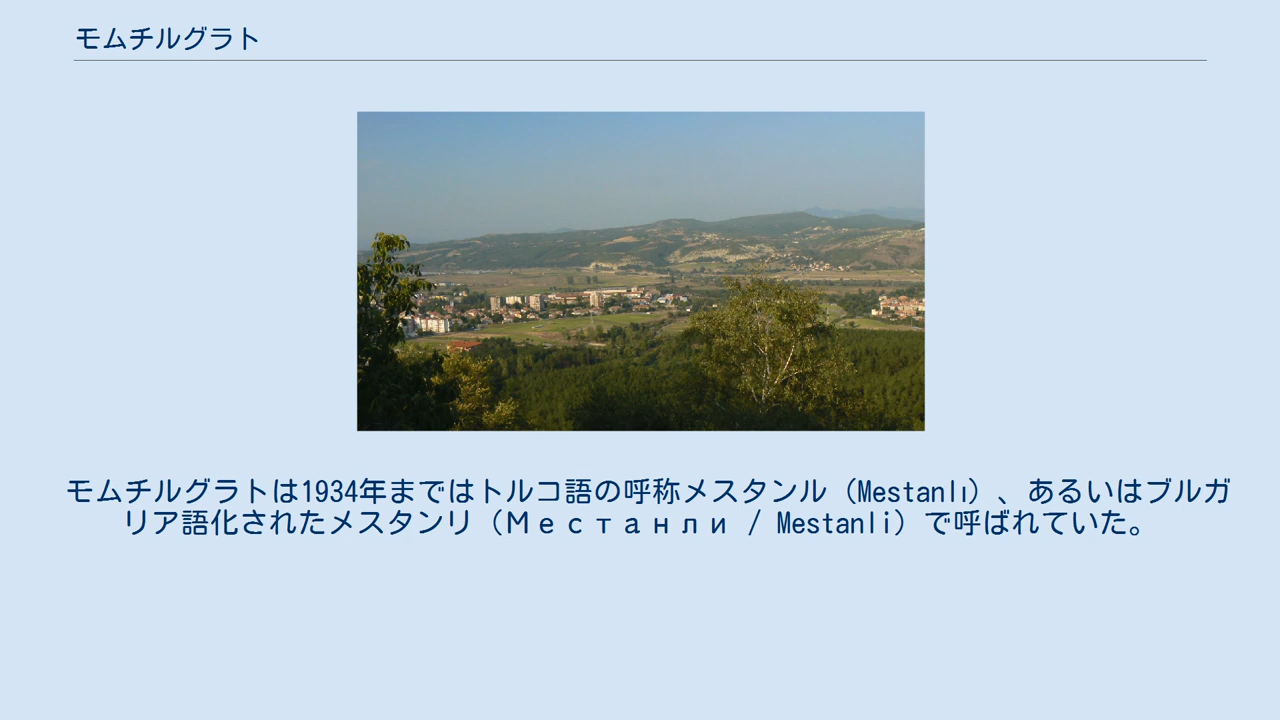 モムチルグラト
モムチルグラトは1934年まではトルコ語の呼称メスタンル（Mestanlı）、あるいはブルガ
リア語化されたメスタンリ（Местанли / Mestanli）で呼ばれていた。